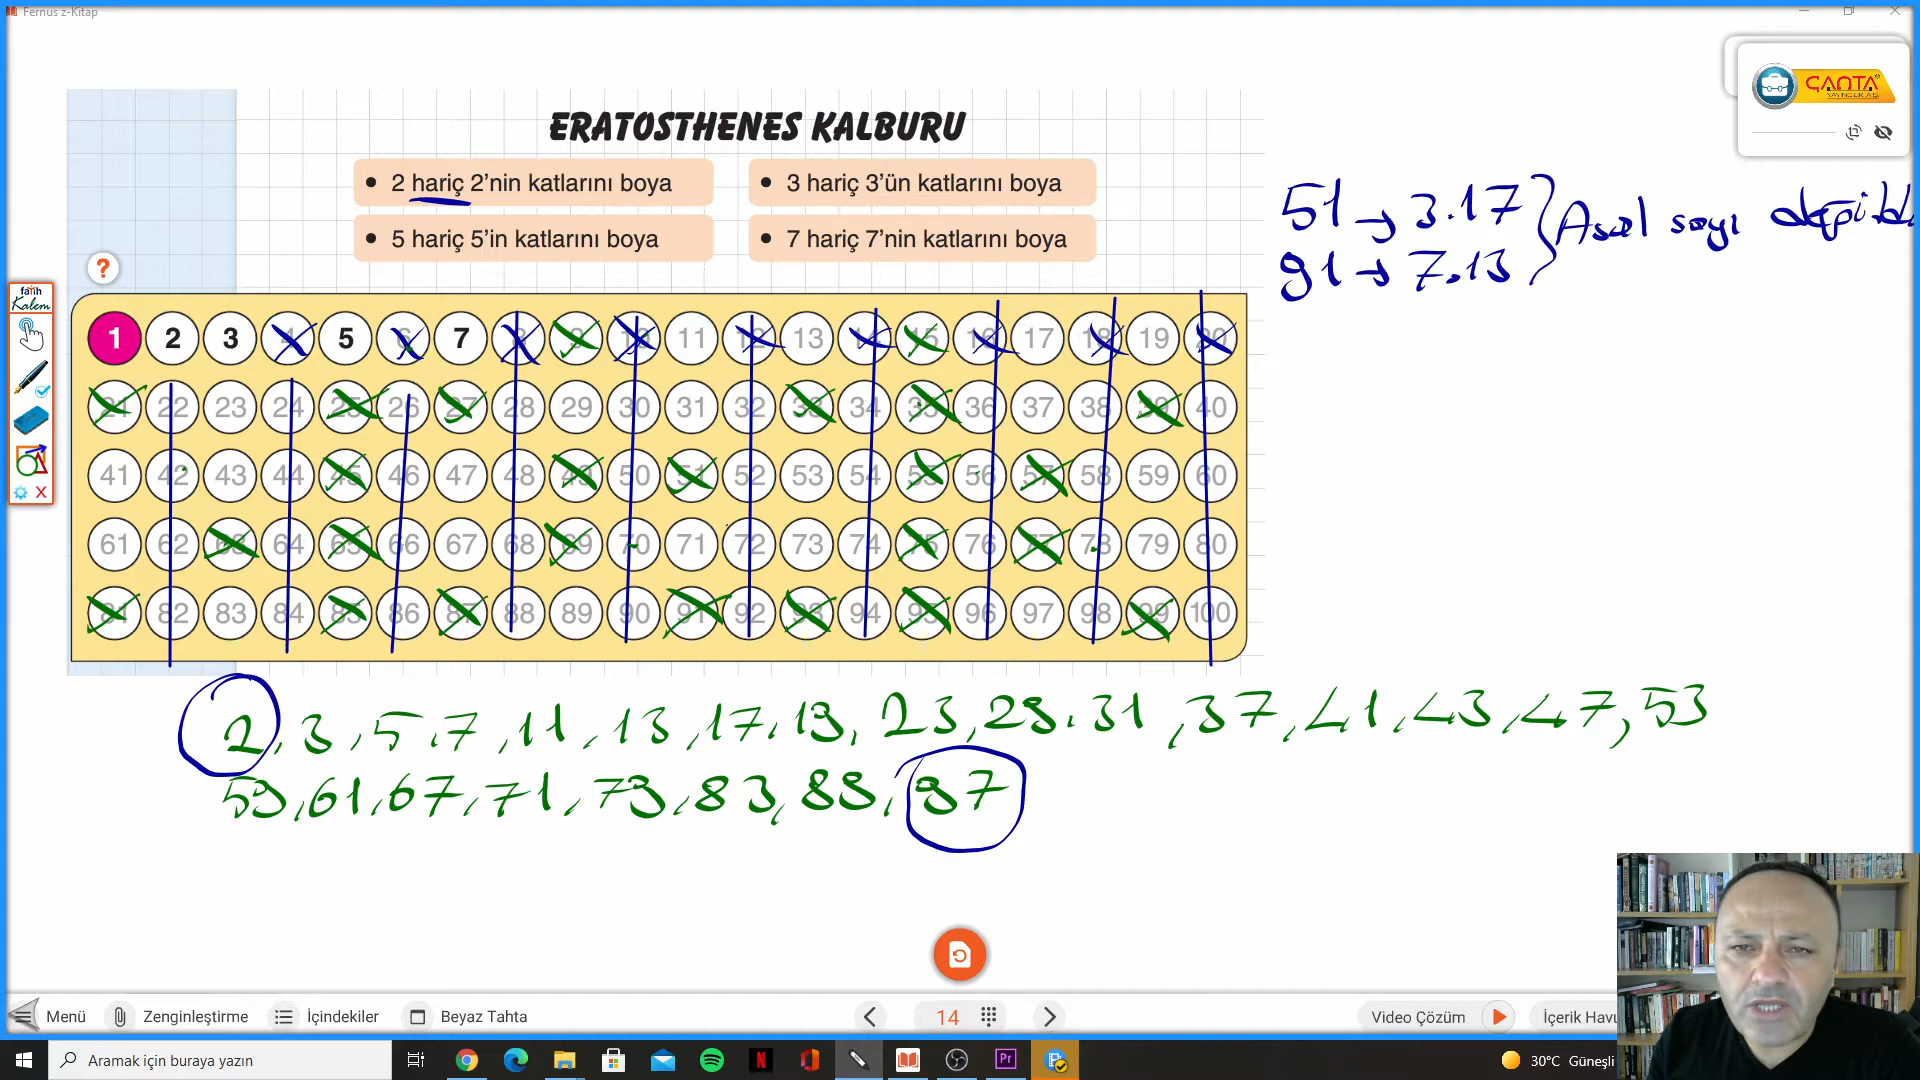 Fernus z-Kitap
ÇANTA
YAYINCILIK A.Ş.
ERATOSTHENES KALBURU
• 2 hariç 2'nin katlarını boya
• 3 hariç 3'ün katlarını boya
• 5 hariç 5'in katlarını boya
• 7 hariç 7'nin katlarını boya
51 → 3.17 } Asal sayı
91 → 7.13
?
fatih
Kalem
1 2 3 4 5 6 7 8 9 10 11 12 13 14 15 16 17 18 19 20
21 22 23 24 25 26 27 28 29 30 31 32 33 34 35 36 37 38 39 40
41 42 43 44 45 46 47 48 49 50 51 52 53 54 55 56 57 58 59 60
61 62 63 64 65 66 67 68 69 70 71 72 73 74 75 76 77 78 79 80
81 82 83 84 85 86 87 88 89 90 91 92 93 94 95 96 97 98 99 100
2, 3, 5, 7, 11, 13, 17, 19, 23, 29, 31, 37, 41, 43, 47, 53
59, 61, 67, 71, 79, 83, 89, 97
Menü Zenginleştirme İçindekiler Beyaz Tahta 14 Video Çözüm İçerik Havu
Aramak için buraya yazın 30°C Güneşli